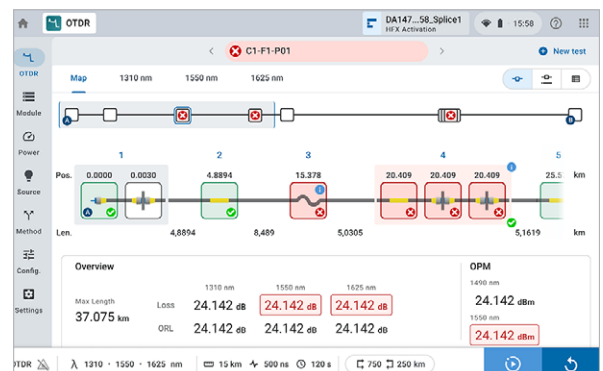 OTDR
DA147...58_Splice1
HFX Activation
15:58
C1-F1-P01
New test
OTDR
Map
1310 nm
1550 nm
1625 nm
Module
A
B
Power
1
2
3
4
5
Pos.
0.0000
0.0030
4.8894
15.378
20.409
20.409
20.409
25.5
km
Source
A
Method
Len.
4,8894
8,489
5,0305
5,1619
km
Config.
Overview
OPM
1310 nm
1550 nm
1625 nm
1490 nm
Max Length
37.075 km
Loss
24.142 dB
24.142 dB
24.142 dB
24.142 dBm
Settings
1550 nm
ORL
24.142 dB
24.142 dB
24.142 dB
24.142 dBm
OTDR
λ 1310 · 1550 · 1625 nm
15 km
500 ns
120 s
750
250 km